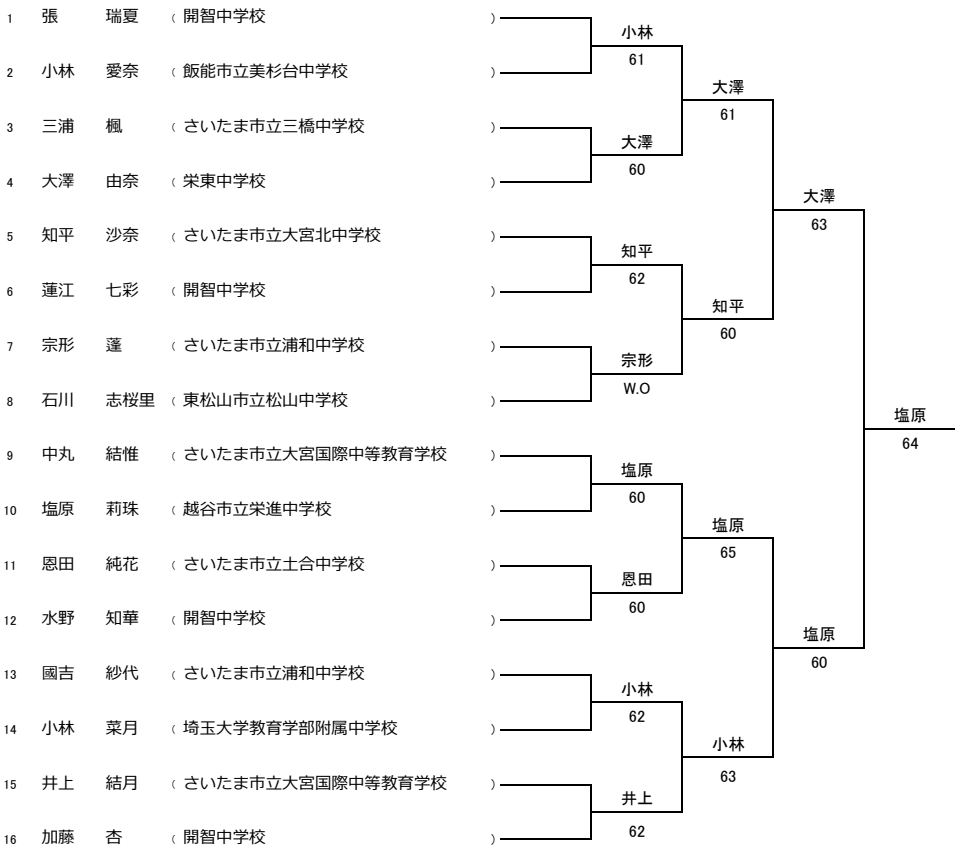 1 張 瑞夏 ( 開智中学校 )
小林
61
2 小林 愛奈 ( 飯能市立美杉台中学校 )
大澤
61
3 三浦 楓 ( さいたま市立三橋中学校 )
大澤
60
4 大澤 由奈 ( 栄東中学校 )
大澤
63
5 知平 沙奈 ( さいたま市立大宮北中学校 )
知平
62
6 蓮江 七彩 ( 開智中学校 )
知平
60
7 宗形 蓬 ( さいたま市立浦和中学校 )
宗形
W.O
8 石川 志桜里 ( 東松山市立松山中学校 )
塩原
64
9 中丸 結惟 ( さいたま市立大宮国際中等教育学校 )
塩原
60
10 塩原 莉珠 ( 越谷市立栄進中学校 )
塩原
65
11 恩田 純花 ( さいたま市立土合中学校 )
恩田
60
12 水野 知華 ( 開智中学校 )
塩原
60
13 國吉 紗代 ( さいたま市立浦和中学校 )
小林
62
14 小林 菜月 ( 埼玉大学教育学部附属中学校 )
小林
63
15 井上 結月 ( さいたま市立大宮国際中等教育学校 )
井上
62
16 加藤 杏 ( 開智中学校 )